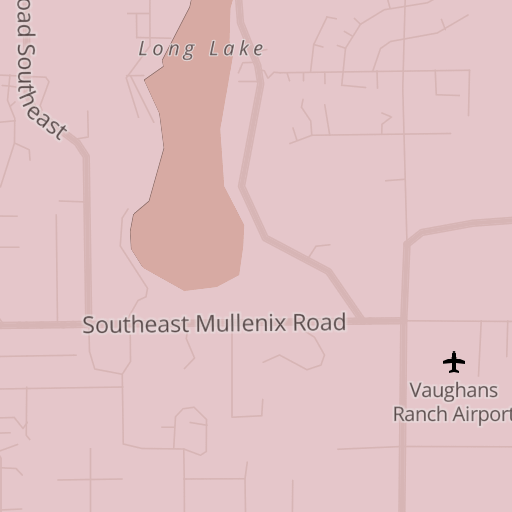 oad Southeast
Long Lake
Southeast Mullenix Road
Vaughans
Ranch Airport